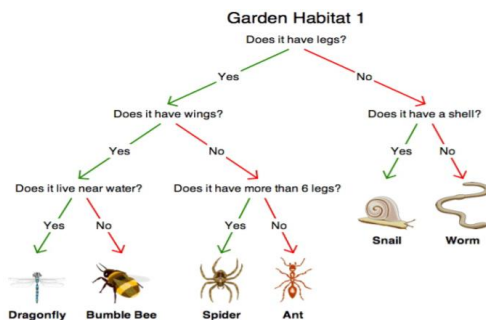 Garden Habitat 1
Does it have legs?
Yes
No
Does it have wings?
Does it have a shell?
Yes
No
Yes
No
Does it live near water?
Does it have more than 6 legs?
Snail
Worm
Yes
No
Yes
No
Dragonfly
Bumble Bee
Spider
Ant